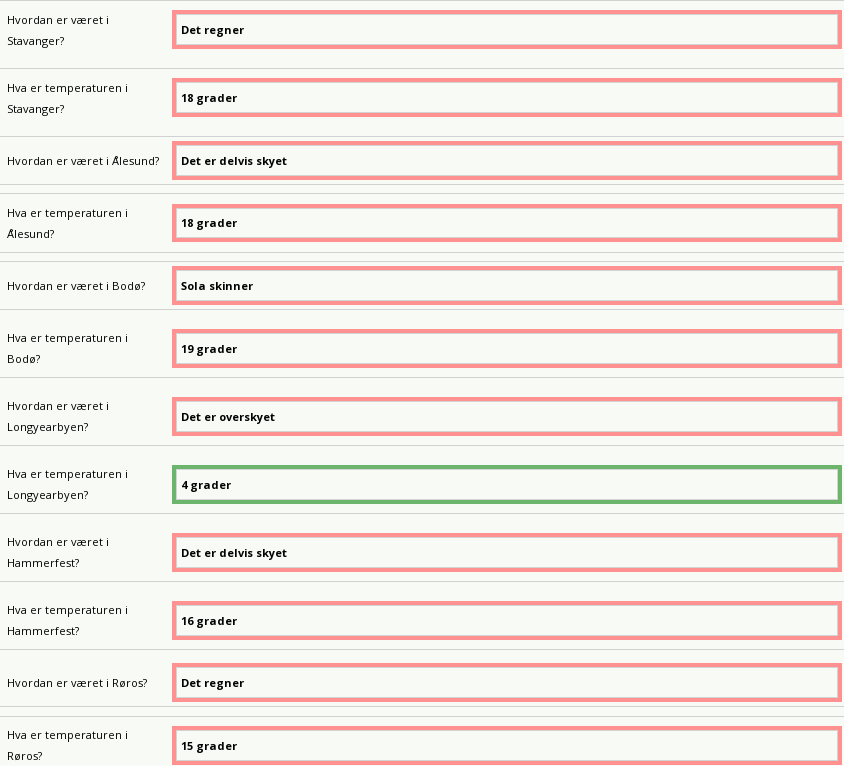 Hvordan er været i
Stavanger?
Det regner
Hva er temperaturen i
Stavanger?
18 grader
Hvordan er været i Ålesund?
Det er delvis skyet
Hva er temperaturen i
Ålesund?
18 grader
Hvordan er været i Bodø?
Sola skinner
Hva er temperaturen i
Bodø?
19 grader
Hvordan er været i
Longyearbyen?
Det er overskyet
Hva er temperaturen i
Longyearbyen?
4 grader
Hvordan er været i
Hammerfest?
Det er delvis skyet
Hva er temperaturen i
Hammerfest?
16 grader
Hvordan er været i Røros?
Det regner
Hva er temperaturen i
Røros?
15 grader